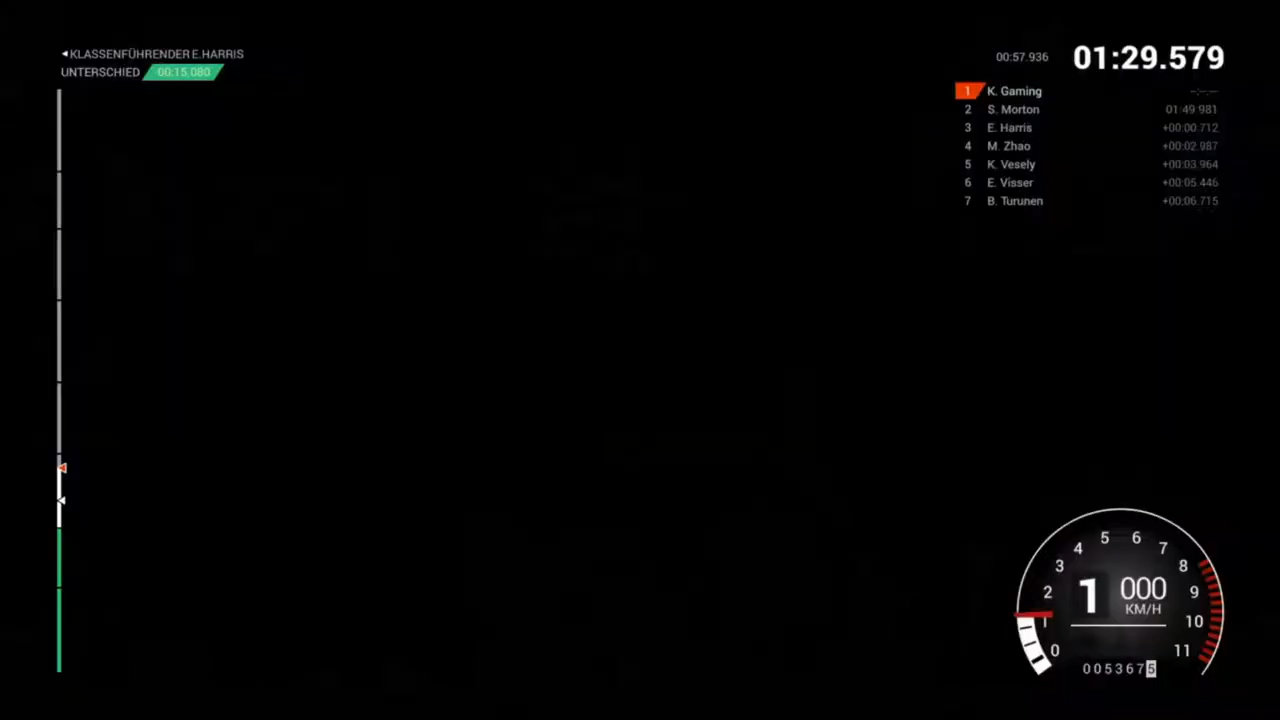 KLASSENFÜHRENDER E.HARRIS
UNTERSCHIED 00:15.080
00:57.936 01:29.579
1 K. Gaming --:--.---
2 S. Morton 01:49.981
3 E. Harris +00:00.712
4 M. Zhao +00:02.987
5 K. Vesely +00:03.964
6 E. Visser +00:05.446
7 B. Turunen +00:06.715
0 1 2 3 4 5 6 7 8 9 10 11
1 000
KM/H
0053675